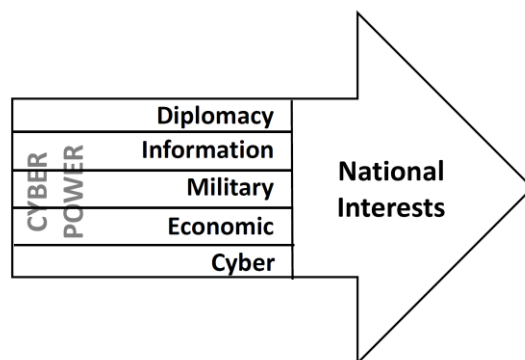 CYBER
POWER
Diplomacy
Information
Military
Economic
Cyber
National
Interests